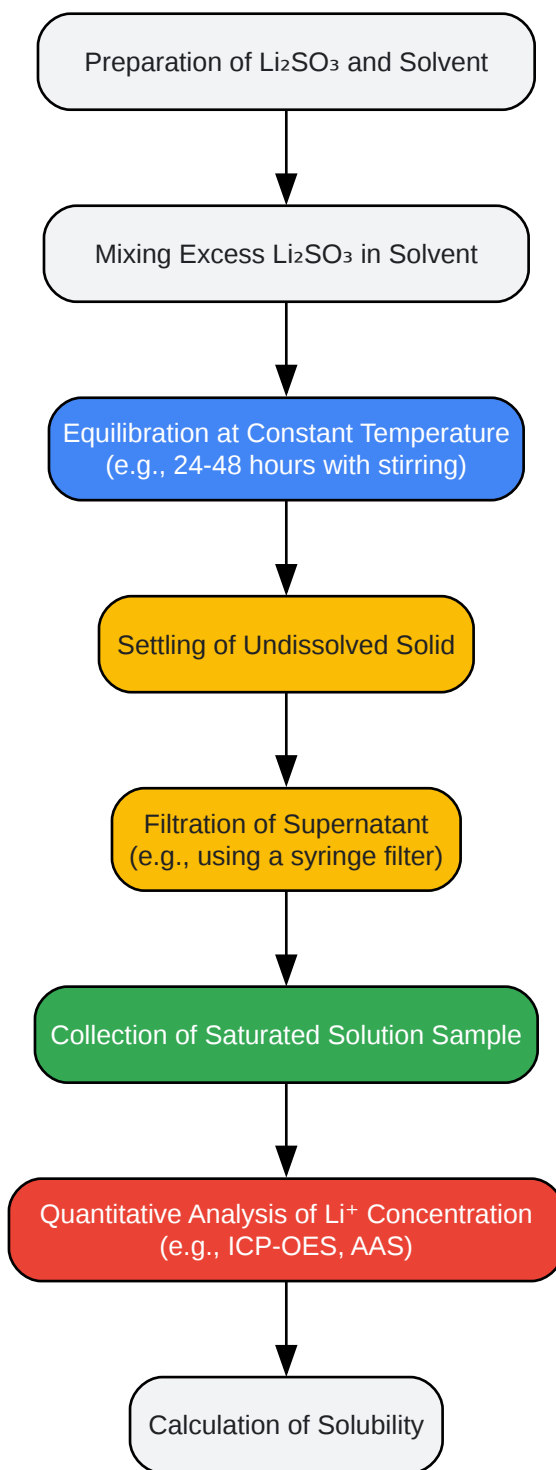 Preparation of Li₂SO₃ and Solvent
Mixing Excess Li₂SO₃ in Solvent
Equilibration at Constant Temperature
(e.g., 24-48 hours with stirring)
Settling of Undissolved Solid
Filtration of Supernatant
(e.g., using a syringe filter)
Collection of Saturated Solution Sample
Quantitative Analysis of Li⁺ Concentration
(e.g., ICP-OES, AAS)
Calculation of Solubility